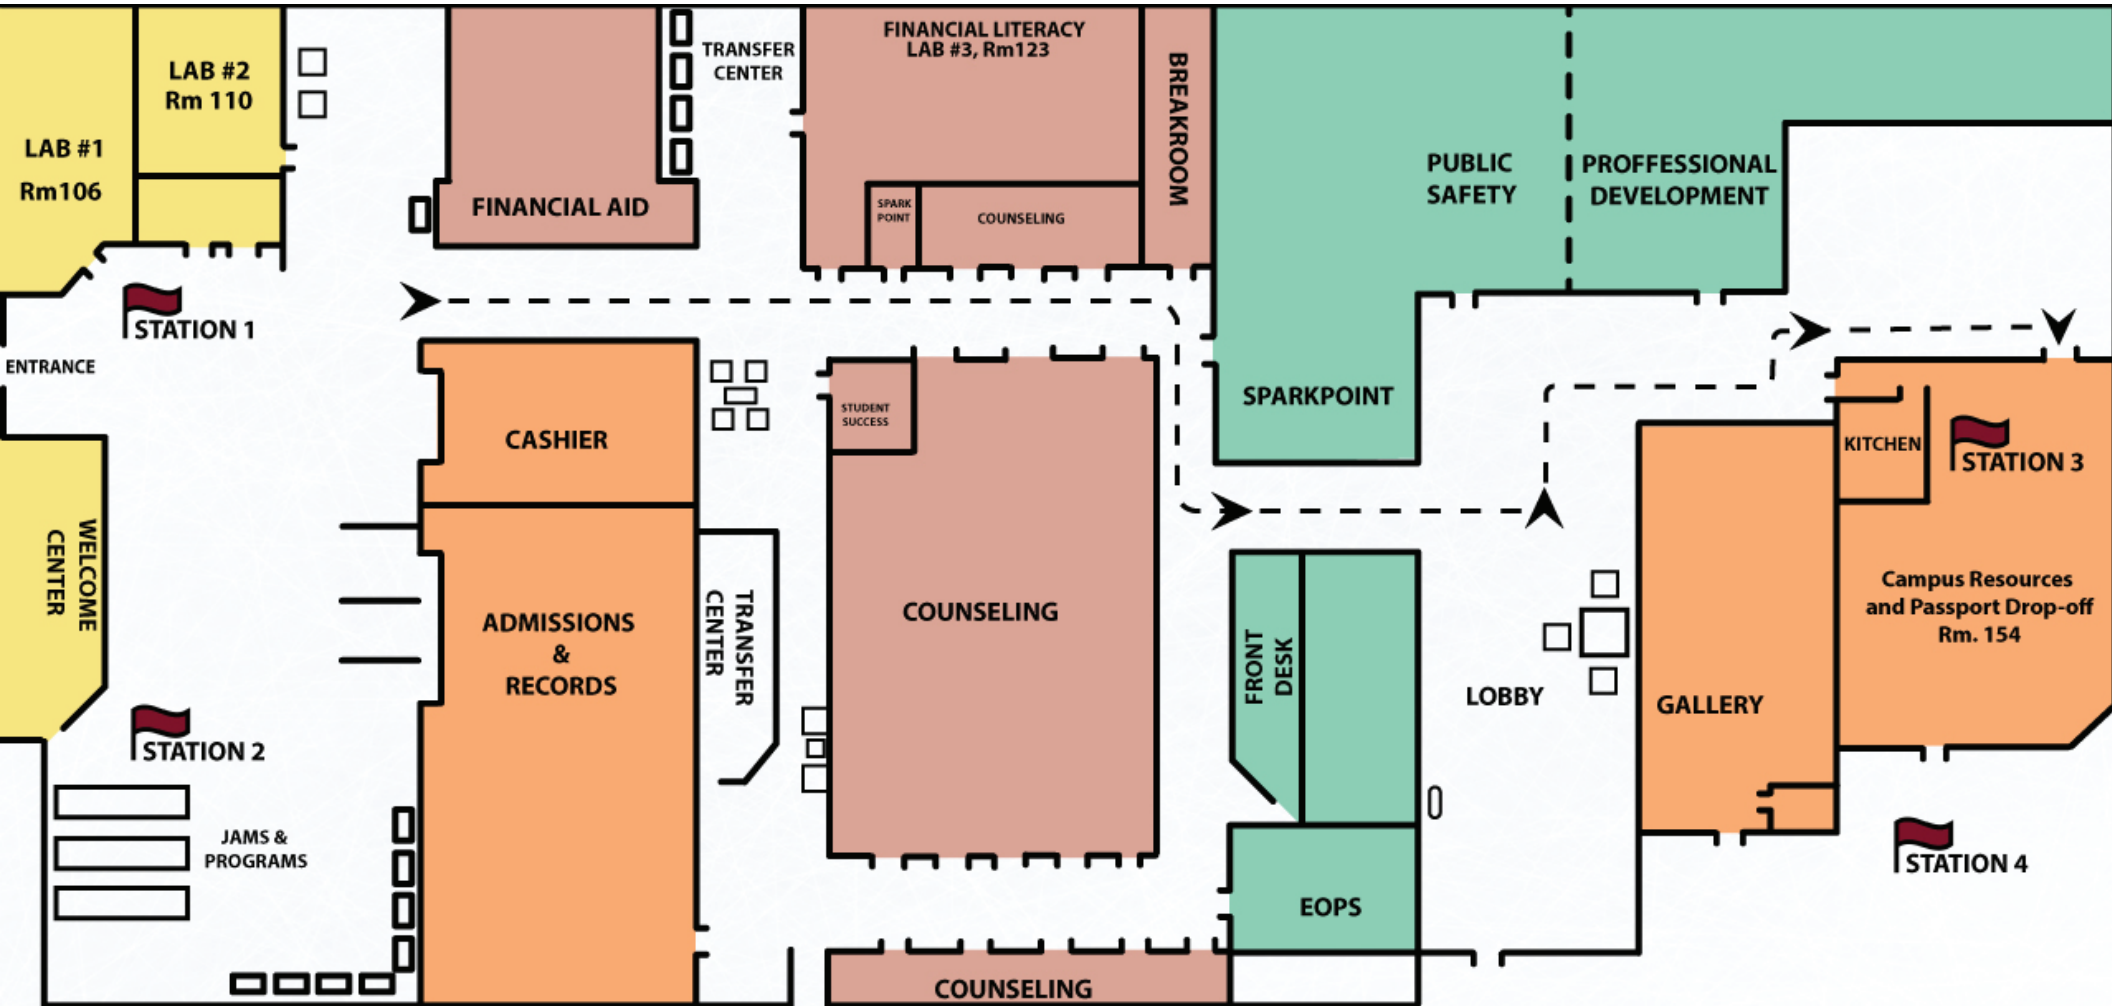 LAB #1
Rm106
LAB #2
Rm 110
FINANCIAL AID
TRANSFER
CENTER
FINANCIAL LITERACY
LAB #3, Rm123
SPARK
POINT
COUNSELING
BREAKROOM
PUBLIC
SAFETY
PROFFESSIONAL
DEVELOPMENT
STATION 1
ENTRANCE
CASHIER
STUDENT
SUCCESS
SPARKPOINT
KITCHEN
STATION 3
WELCOME
CENTER
ADMISSIONS
&
RECORDS
TRANSFER
CENTER
COUNSELING
FRONT
DESK
LOBBY
GALLERY
Campus Resources
and Passport Drop-off
Rm. 154
STATION 2
JAMS &
PROGRAMS
STATION 4
EOPS
COUNSELING